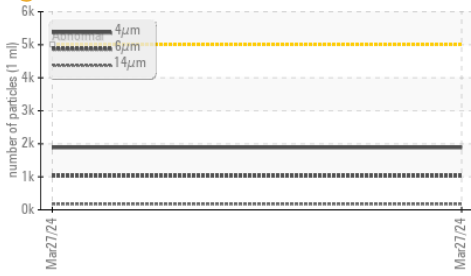 6k
5k
4k
3k
2k
1k
0k
number of particles (1 ml)
Abnormal
4μm
6μm
14μm
Mar27/24
Mar27/24